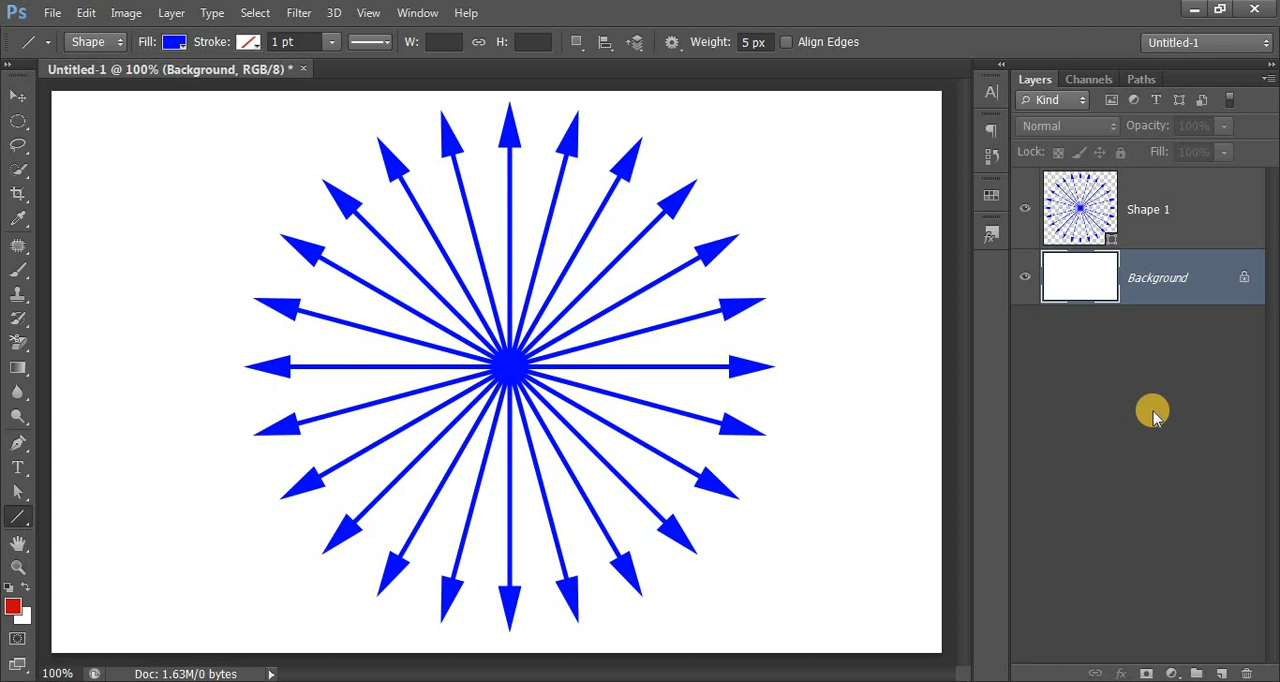 Ps File Edit Image Layer Type Select Filter 3D View Window Help
Shape Fill: Stroke: 1 pt W: H: Weight: 5 px Align Edges Untitled-1
Untitled-1 @ 100% (Background, RGB/8) * ×
Layers Channels Paths
Kind
Normal Opacity: 100%
Lock: Fill: 100%
Shape 1
Background
100% Doc: 1.63M/0 bytes